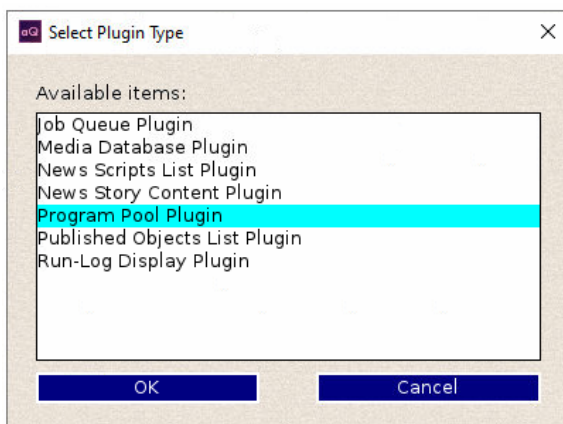 aQ Select Plugin Type
Available items:
Job Queue Plugin
Media Database Plugin
News Scripts List Plugin
News Story Content Plugin
Program Pool Plugin
Published Objects List Plugin
Run-Log Display Plugin
OK Cancel